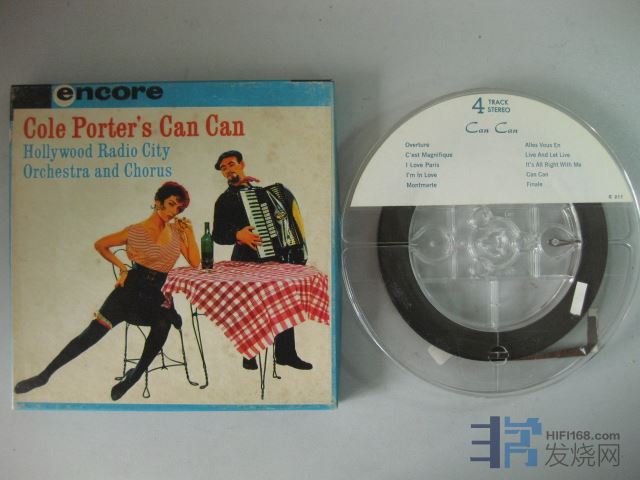 encore
Cole Porter's Can Can
Hollywood Radio City
Orchestra and Chorus
4 TRACK
STEREO
Can Can
Overture
C'est Magnifique
I Love Paris
I'm In Love
Montmarte
Alles Vous En
Live And Let Live
It's All Right With Me
Can Can
Finale
HIFI168.com
发烧网